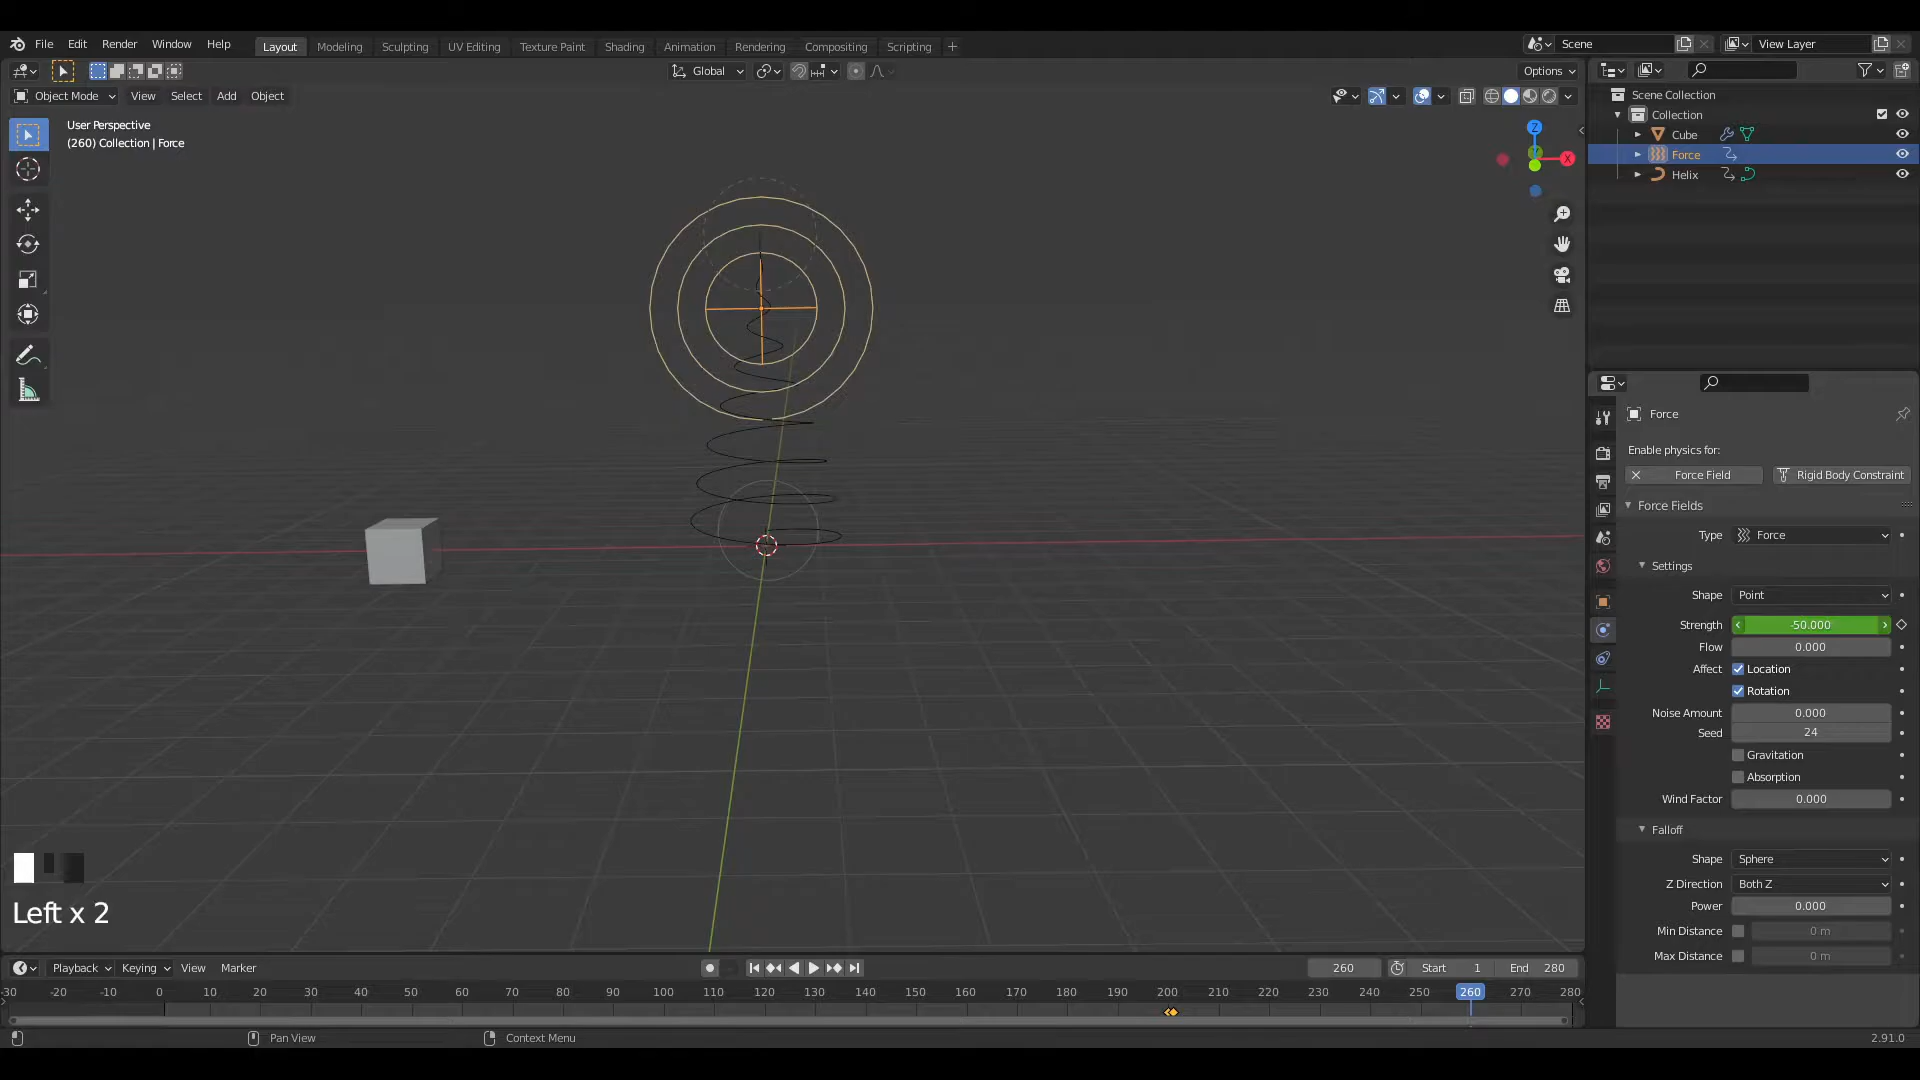 File Edit Render Window Help Layout Modeling Sculpting UV Editing Texture Paint Shading Animation Rendering Compositing Scripting + Scene View Layer
Global Options
Object Mode View Select Add Object
User Perspective
(260) Collection | Force
Z
X
Scene Collection
Collection
Cube
Force
Helix
Force
Enable physics for:
Force Field Rigid Body Constraint
Force Fields
Type Force
Settings
Shape Point
Strength -50.000
Flow 0.000
Affect Location
Rotation
Noise Amount 0.000
Seed 24
Gravitation
Absorption
Wind Factor 0.000
Falloff
Shape Sphere
Z Direction Both Z
Power 0.000
Min Distance 0 m
Max Distance 0 m
Left x 2
Playback Keying View Marker 260 Start 1 End 280
-30 -20 -10 0 10 20 30 40 50 60 70 80 90 100 110 120 130 140 150 160 170 180 190 200 210 220 230 240 250 260 270 280
Pan View Context Menu 2.91.0